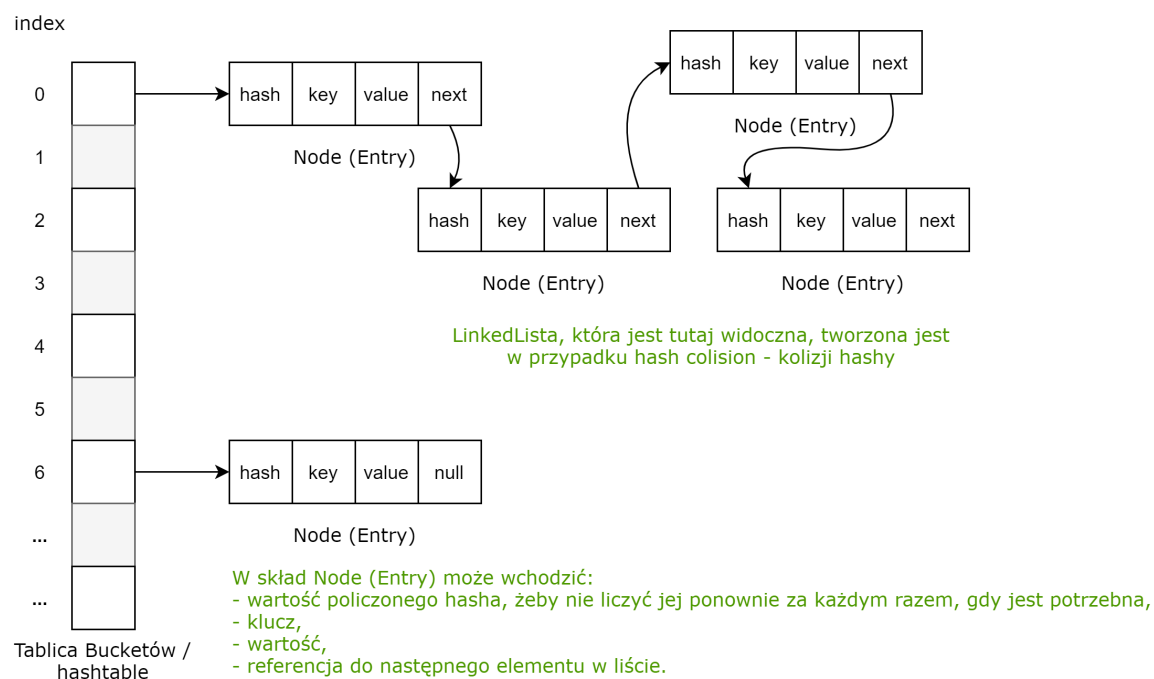 index
0
hash key value next
Node (Entry)
hash key value next
Node (Entry)
1
2
hash key value next
Node (Entry)
hash key value next
Node (Entry)
3
LinkedLista, która jest tutaj widoczna, tworzona jest
w przypadku hash colision - kolizji hashy
4
5
6
hash key value null
Node (Entry)
...
...
W skład Node (Entry) może wchodzić:
- wartość policzonego hasha, żeby nie liczyć jej ponownie za każdym razem, gdy jest potrzebna,
- klucz,
- wartość,
- referencja do następnego elementu w liście.
Tablica Bucketów /
hashtable